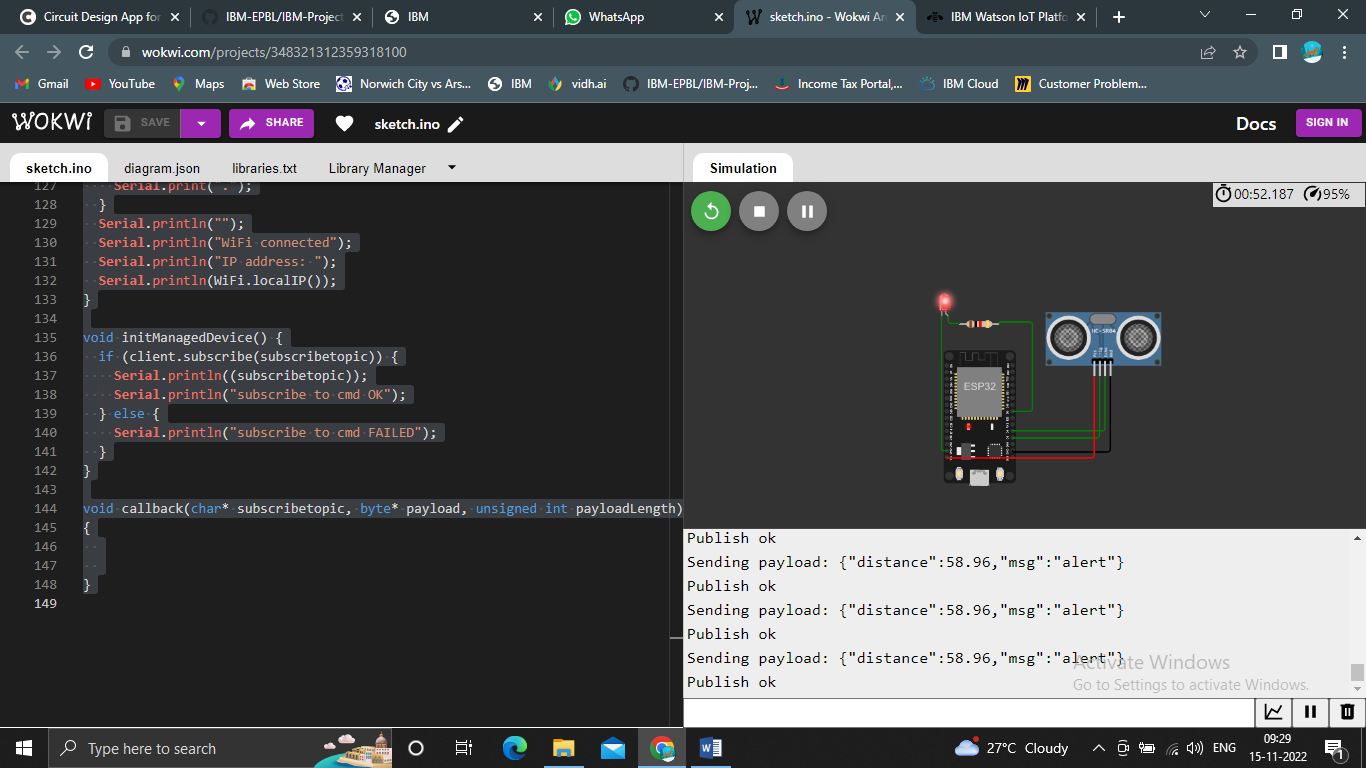 Circuit Design App for
IBM-EPBL/IBM-Project
IBM
WhatsApp
sketch.ino - Wokwi Ar
IBM Watson IoT Platfo
wokwi.com/projects/348321312359318100
Gmail
YouTube
Maps
Web Store
Norwich City vs Ars...
IBM
vidh.ai
IBM-EPBL/IBM-Proj...
Income Tax Portal,...
IBM Cloud
Customer Problem...
WOKWI
SAVE
SHARE
sketch.ino
Docs
SIGN IN
sketch.ino
diagram.json
libraries.txt
Library Manager
127 Serial.print(".");
128 }
129 Serial.println("");
130 Serial.println("WiFi connected");
131 Serial.println("IP address: ");
132 Serial.println(WiFi.localIP());
133 }
134
135 void initManagedDevice() {
136 if (client.subscribe(subscribetopic)) {
137 Serial.println((subscribetopic));
138 Serial.println("subscribe to cmd OK");
139 } else {
140 Serial.println("subscribe to cmd FAILED");
141 }
142 }
143
144 void callback(char* subscribetopic, byte* payload, unsigned int payloadLength)
145 {
146
147
148 }
149
Simulation
00:52.187 95%
HC-SR04
ESP32
Publish ok
Sending payload: {"distance":58.96,"msg":"alert"}
Publish ok
Sending payload: {"distance":58.96,"msg":"alert"}
Publish ok
Sending payload: {"distance":58.96,"msg":"alert"}
Publish ok
Activate Windows
Go to Settings to activate Windows.
Type here to search
27°C Cloudy
ENG
09:29
15-11-2022
1